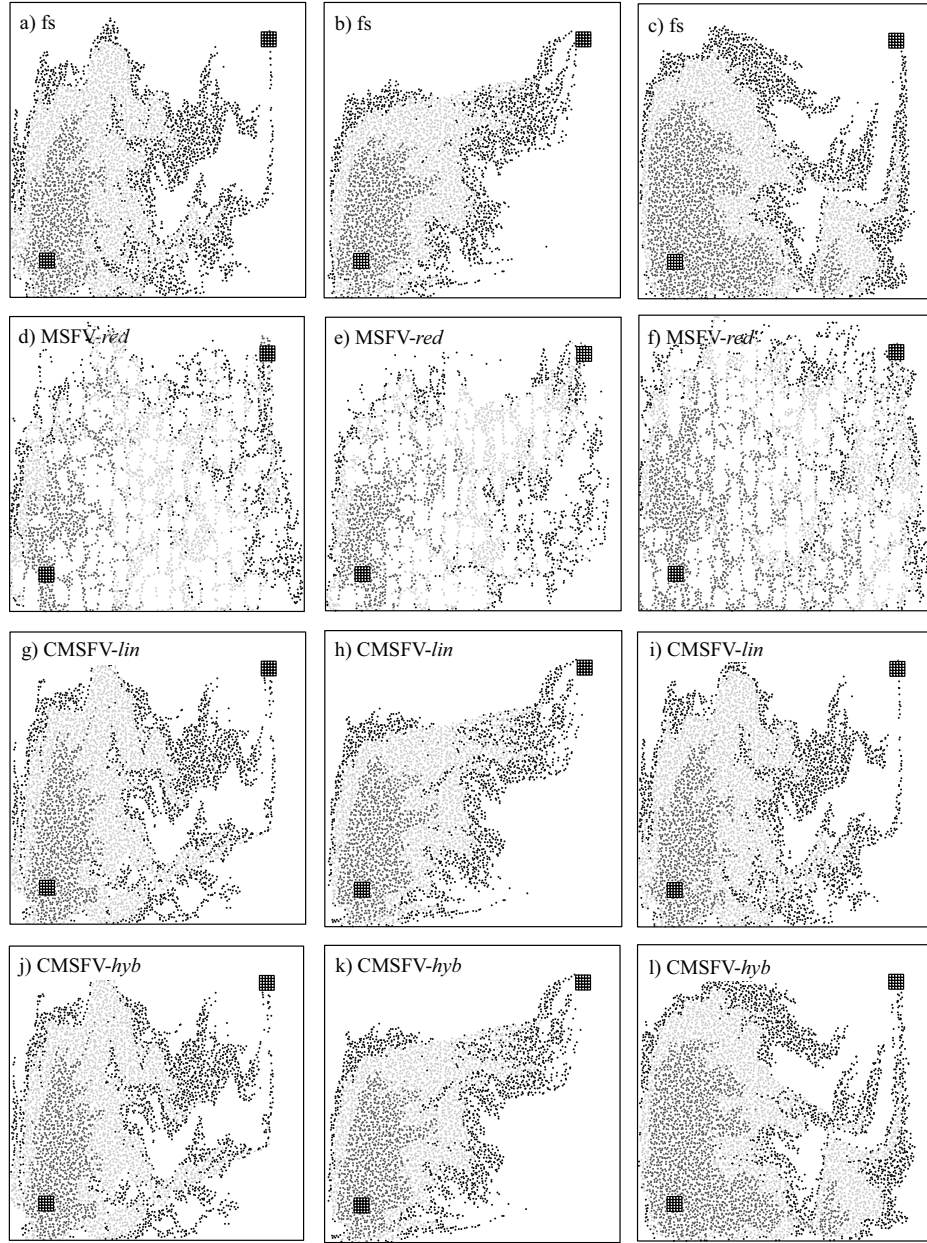 a) fs
b) fs
c) fs
d) MSFV-red
e) MSFV-red
f) MSFV-red
g) CMSFV-lin
h) CMSFV-lin
i) CMSFV-lin
j) CMSFV-hyb
k) CMSFV-hyb
l) CMSFV-hyb